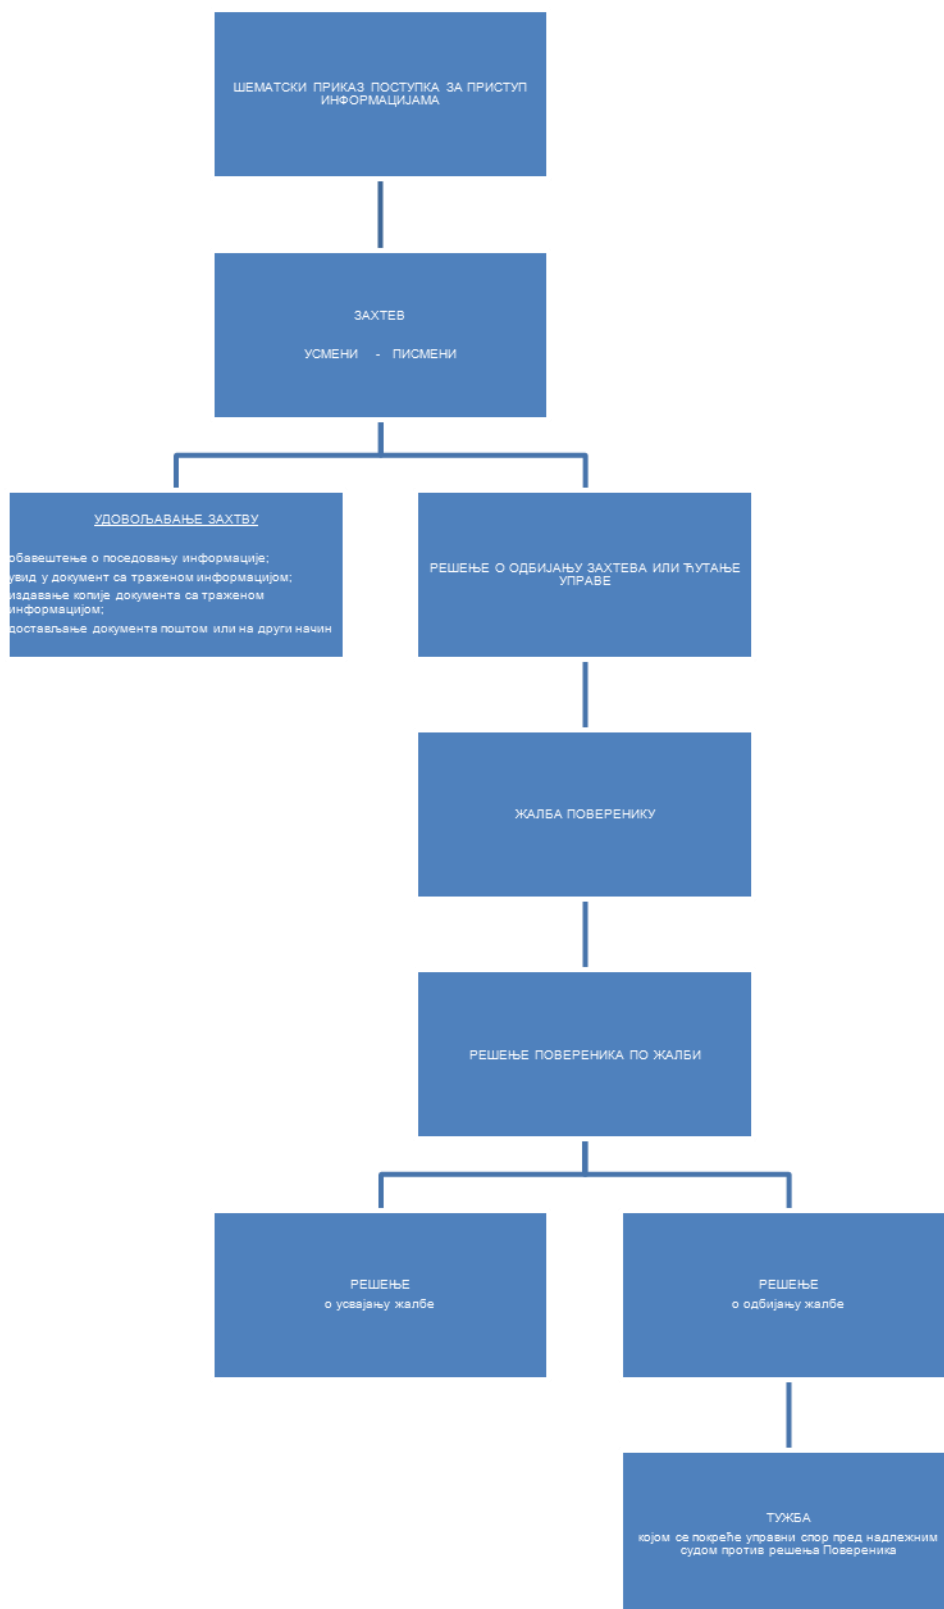 ШЕМАТСКИ ПРИКАЗ ПОСТУПКА ЗА ПРИСТУП
ИНФОРМАЦИЈАМА
ЗАХТЕВ
УСМЕНИ - ПИСМЕНИ
УДОВОЉАВАЊЕ ЗАХТВУ
обавештење о поседовању информације;
увид у документ са траженом информацијом;
издавање копије документа са траженом
информацијом;
достављање документа поштом или на други начин
РЕШЕЊЕ О ОДБИЈАЊУ ЗАХТЕВА ИЛИ ЋУТАЊЕ
УПРАВЕ
ЖАЛБА ПОВЕРЕНИКУ
РЕШЕЊЕ ПОВЕРЕНИКА ПО ЖАЛБИ
РЕШЕЊЕ
о усвајању жалбе
РЕШЕЊЕ
о одбијању жалбе
ТУЖБА
којом се покреће управни спор пред надлежним
судом против решења Повереника